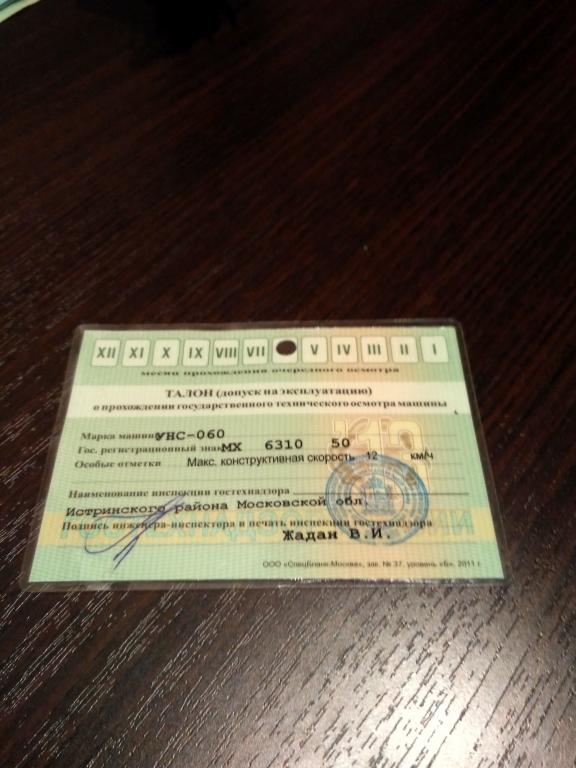 XII XI X IX VIII VII V IV III II I
месяц прохождения очередного осмотра
ТАЛОН (допуск на эксплуатацию)
о прохождении государственного технического осмотра машины
Марка машины УНС-060
Гос. регистрационный знак МХ 6310 50
Особые отметки Макс. конструктивная скорость 12 км/ч
Наименование инспекции гостехнадзора
Истринского района Московской обл.
Подпись инженера-инспектора и печать инспекции гостехнадзора
Жадан В.И.
ООО «СпецБланк-Москва», зак. № 37, уровень «Б», 2011 г.